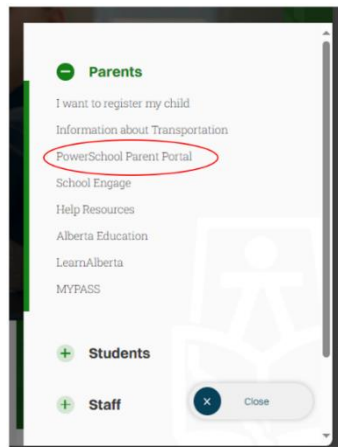 Parents
I want to register my child
Information about Transportation
PowerSchool Parent Portal
School Engage
Help Resources
Alberta Education
LearnAlberta
MYPASS
Students
Staff
Close